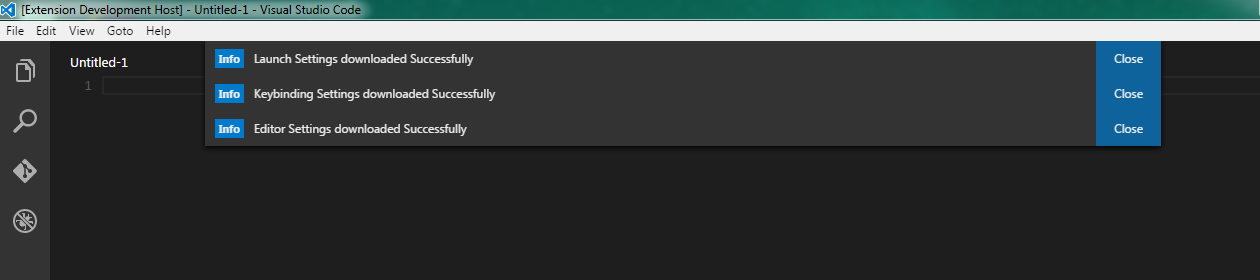 [Extension Development Host] - Untitled-1 - Visual Studio Code
File Edit View Goto Help
Untitled-1
1
Info Launch Settings downloaded Successfully Close
Info Keybinding Settings downloaded Successfully Close
Info Editor Settings downloaded Successfully Close